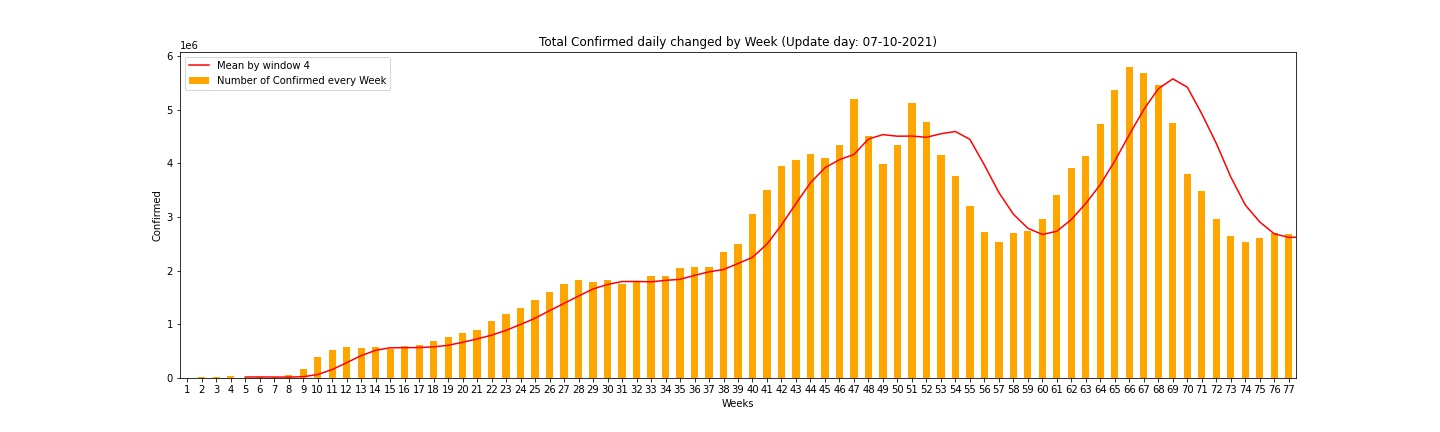 Total Confirmed daily changed by Week (Update day: 07-10-2021)
1e6
Mean by window 4
Number of Confirmed every Week
6
5
4
3
2
1
0
Confirmed
1 2 3 4 5 6 7 8 9 10 11 12 13 14 15 16 17 18 19 20 21 22 23 24 25 26 27 28 29 30 31 32 33 34 35 36 37 38 39 40 41 42 43 44 45 46 47 48 49 50 51 52 53 54 55 56 57 58 59 60 61 62 63 64 65 66 67 68 69 70 71 72 73 74 75 76 77
Weeks